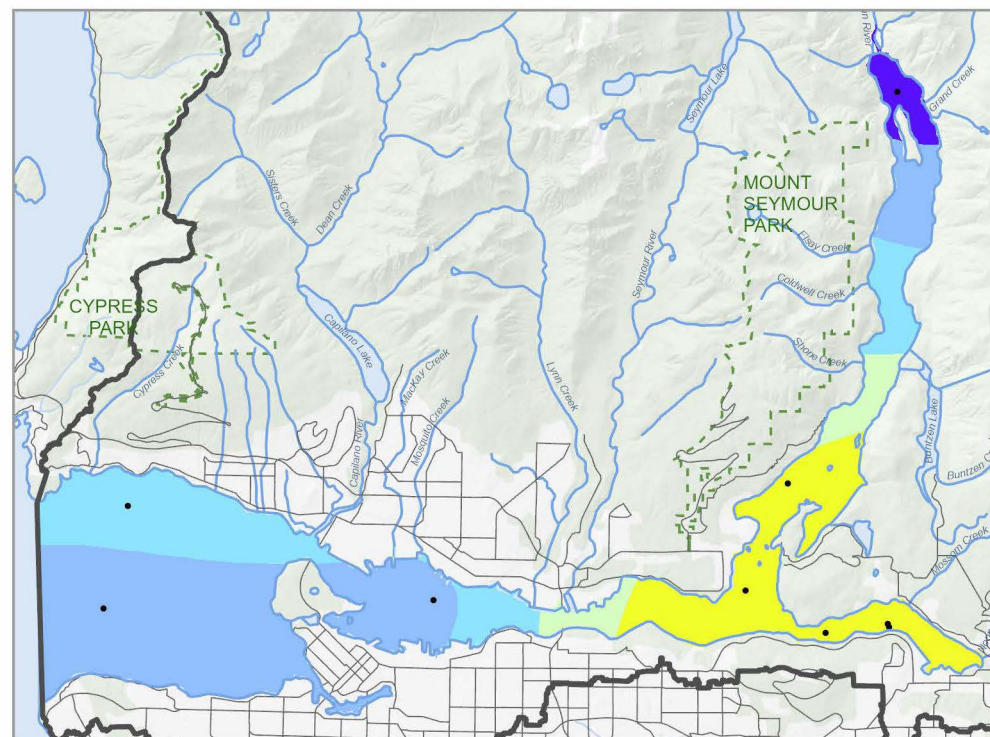 Seymour Lake
Grand Creek
MOUNT
SEYMOUR
PARK
Sisters Creek
Dean Creek
Elsay Creek
Seymour River
Coldwell Creek
CYPRESS
PARK
Capilano Lake
Shone Creek
Cypress Creek
MacKay Creek
Lynn Creek
Mosquito Creek
Buntzen Lake
Capilano River
Buntzen
Mossom Creek